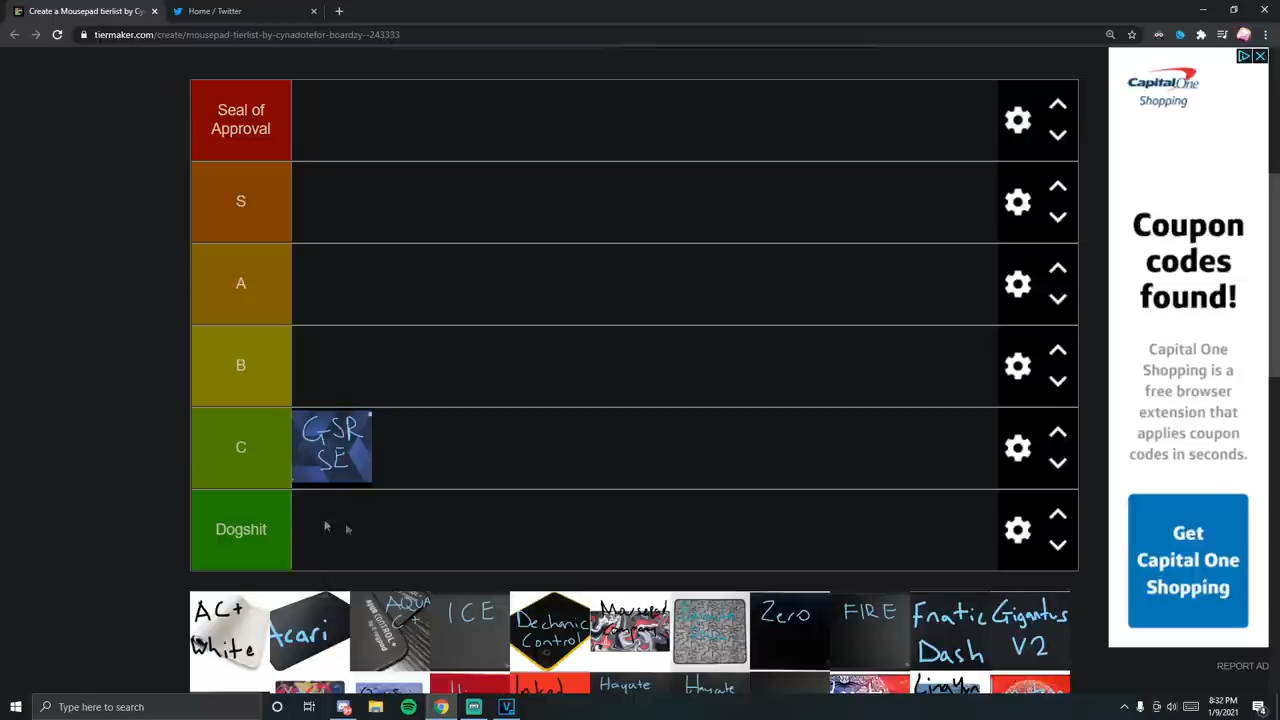 Create a Mousepad tierlist by Cy
Home / Twitter
tiermaker.com/create/mousepad-tierlist-by-cynadotefor-boardzy--243333
Seal of
Approval
S
A
B
C
GSR
SE
Dogshit
AC+
White
Acari
AQUA
C+
ICE
Dechanic
Control
Mousepad
Zero
FIRE
Fnatic
Dash
Gigantus
V2
Hayate
Hayate
Capital One
Shopping
Coupon
codes
found!
Capital One
Shopping is a
free browser
extension that
applies coupon
codes in seconds.
Get
Capital One
Shopping
REPORT AD
Type here to search
8:32 PM
1/9/2021
4